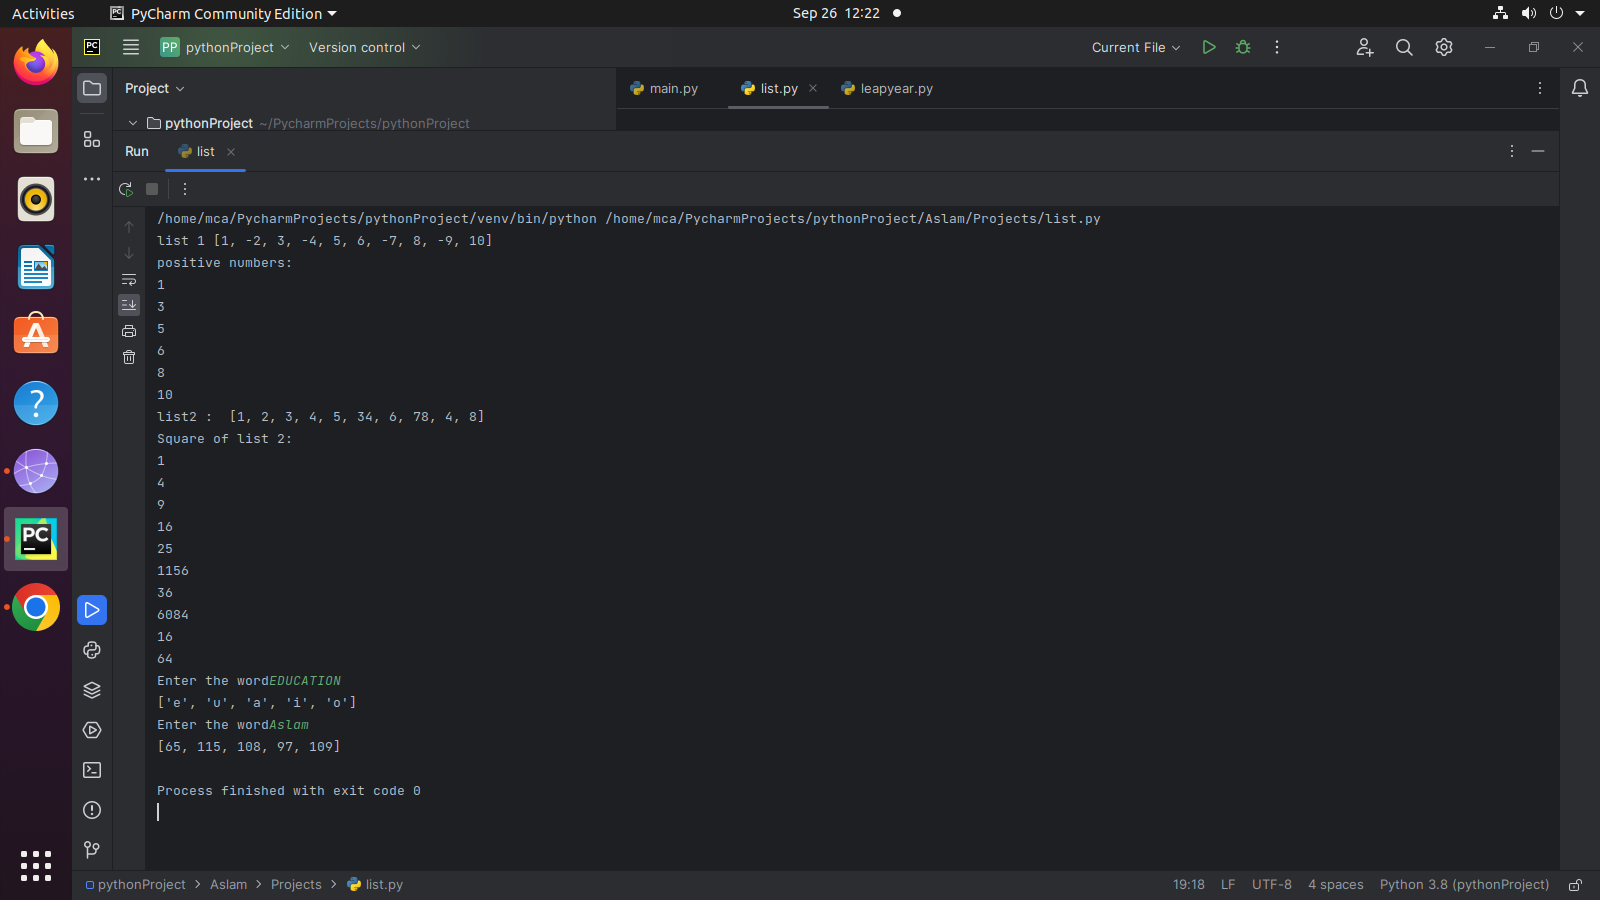 Activities PyCharm Community Edition Sep 26 12:22
PC pythonProject Version control Current File
PP
Project main.py list.py leapyear.py
pythonProject ~/PycharmProjects/pythonProject
Run list
/home/mca/PycharmProjects/pythonProject/venv/bin/python /home/mca/PycharmProjects/pythonProject/Aslam/Projects/list.py
list 1 [1, -2, 3, -4, 5, 6, -7, 8, -9, 10]
positive numbers:
1
3
5
6
8
10
list2 :  [1, 2, 3, 4, 5, 34, 6, 78, 4, 8]
Square of list 2:
1
4
9
16
25
1156
36
6084
16
64
Enter the wordEDUCATION
['e', 'u', 'a', 'i', 'o']
Enter the wordAslam
[65, 115, 108, 97, 109]
Process finished with exit code 0
PC
pythonProject Aslam Projects list.py 19:18 LF UTF-8 4 spaces Python 3.8 (pythonProject)